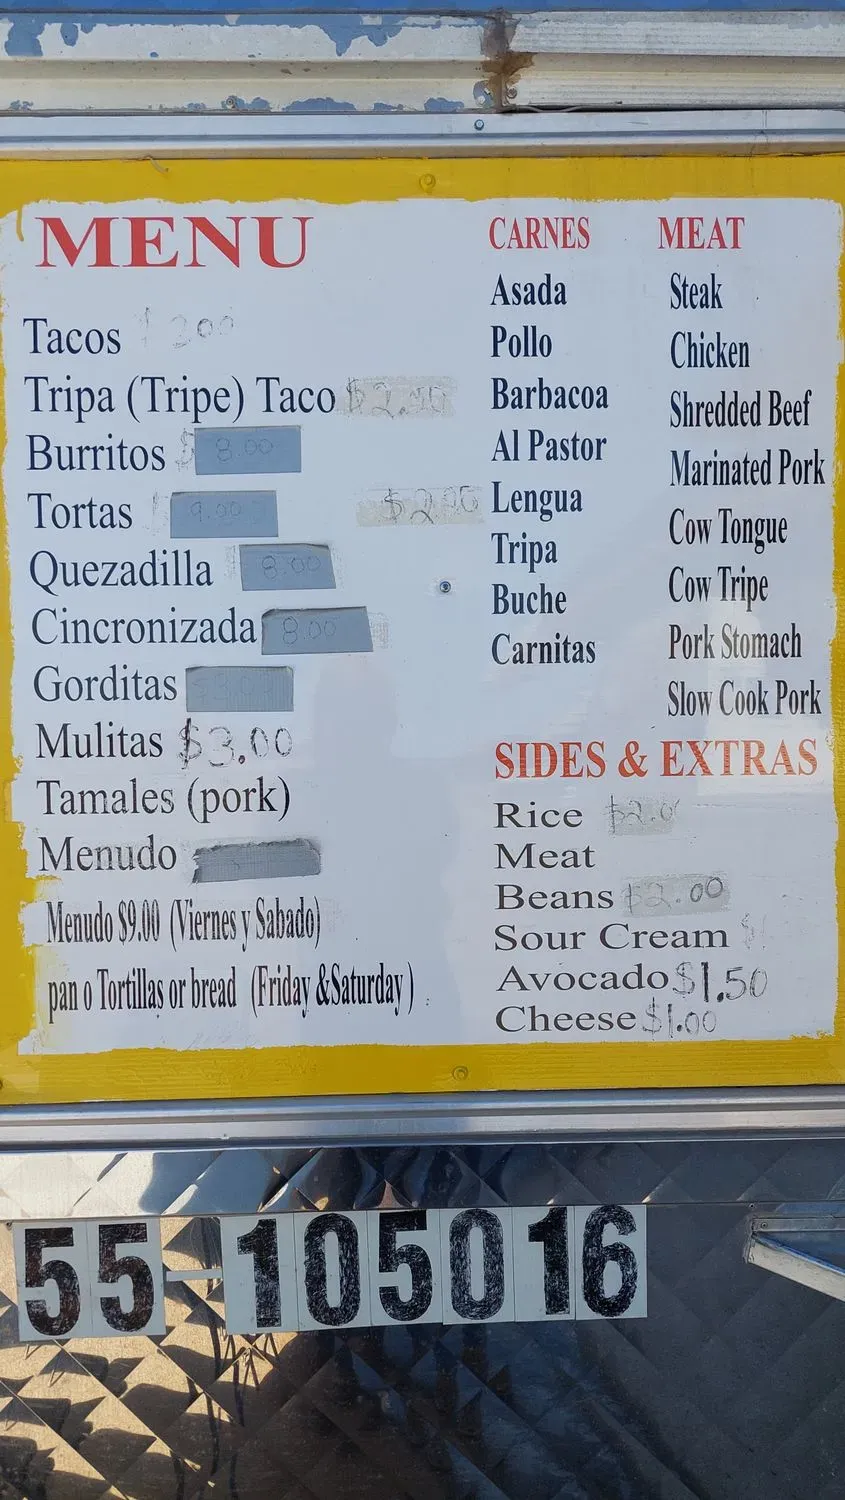 MENU
Tacos $ 2.00
Tripa (Tripe) Taco $2.50
Burritos $ 8.00
Tortas 9.00
$2.00
Quezadilla 8.00
Cincronizada 8.00
Gorditas
Mulitas $3.00
Tamales (pork)
Menudo
Menudo $9.00 (Viernes y Sabado)
pan o Tortillas or bread (Friday &Saturday)
CARNES
Asada
Pollo
Barbacoa
Al Pastor
Lengua
Tripa
Buche
Carnitas
MEAT
Steak
Chicken
Shredded Beef
Marinated Pork
Cow Tongue
Cow Tripe
Pork Stomach
Slow Cook Pork
SIDES & EXTRAS
Rice $2.00
Meat
Beans $2.00
Sour Cream
Avocado $1.50
Cheese $1.00
55-105016